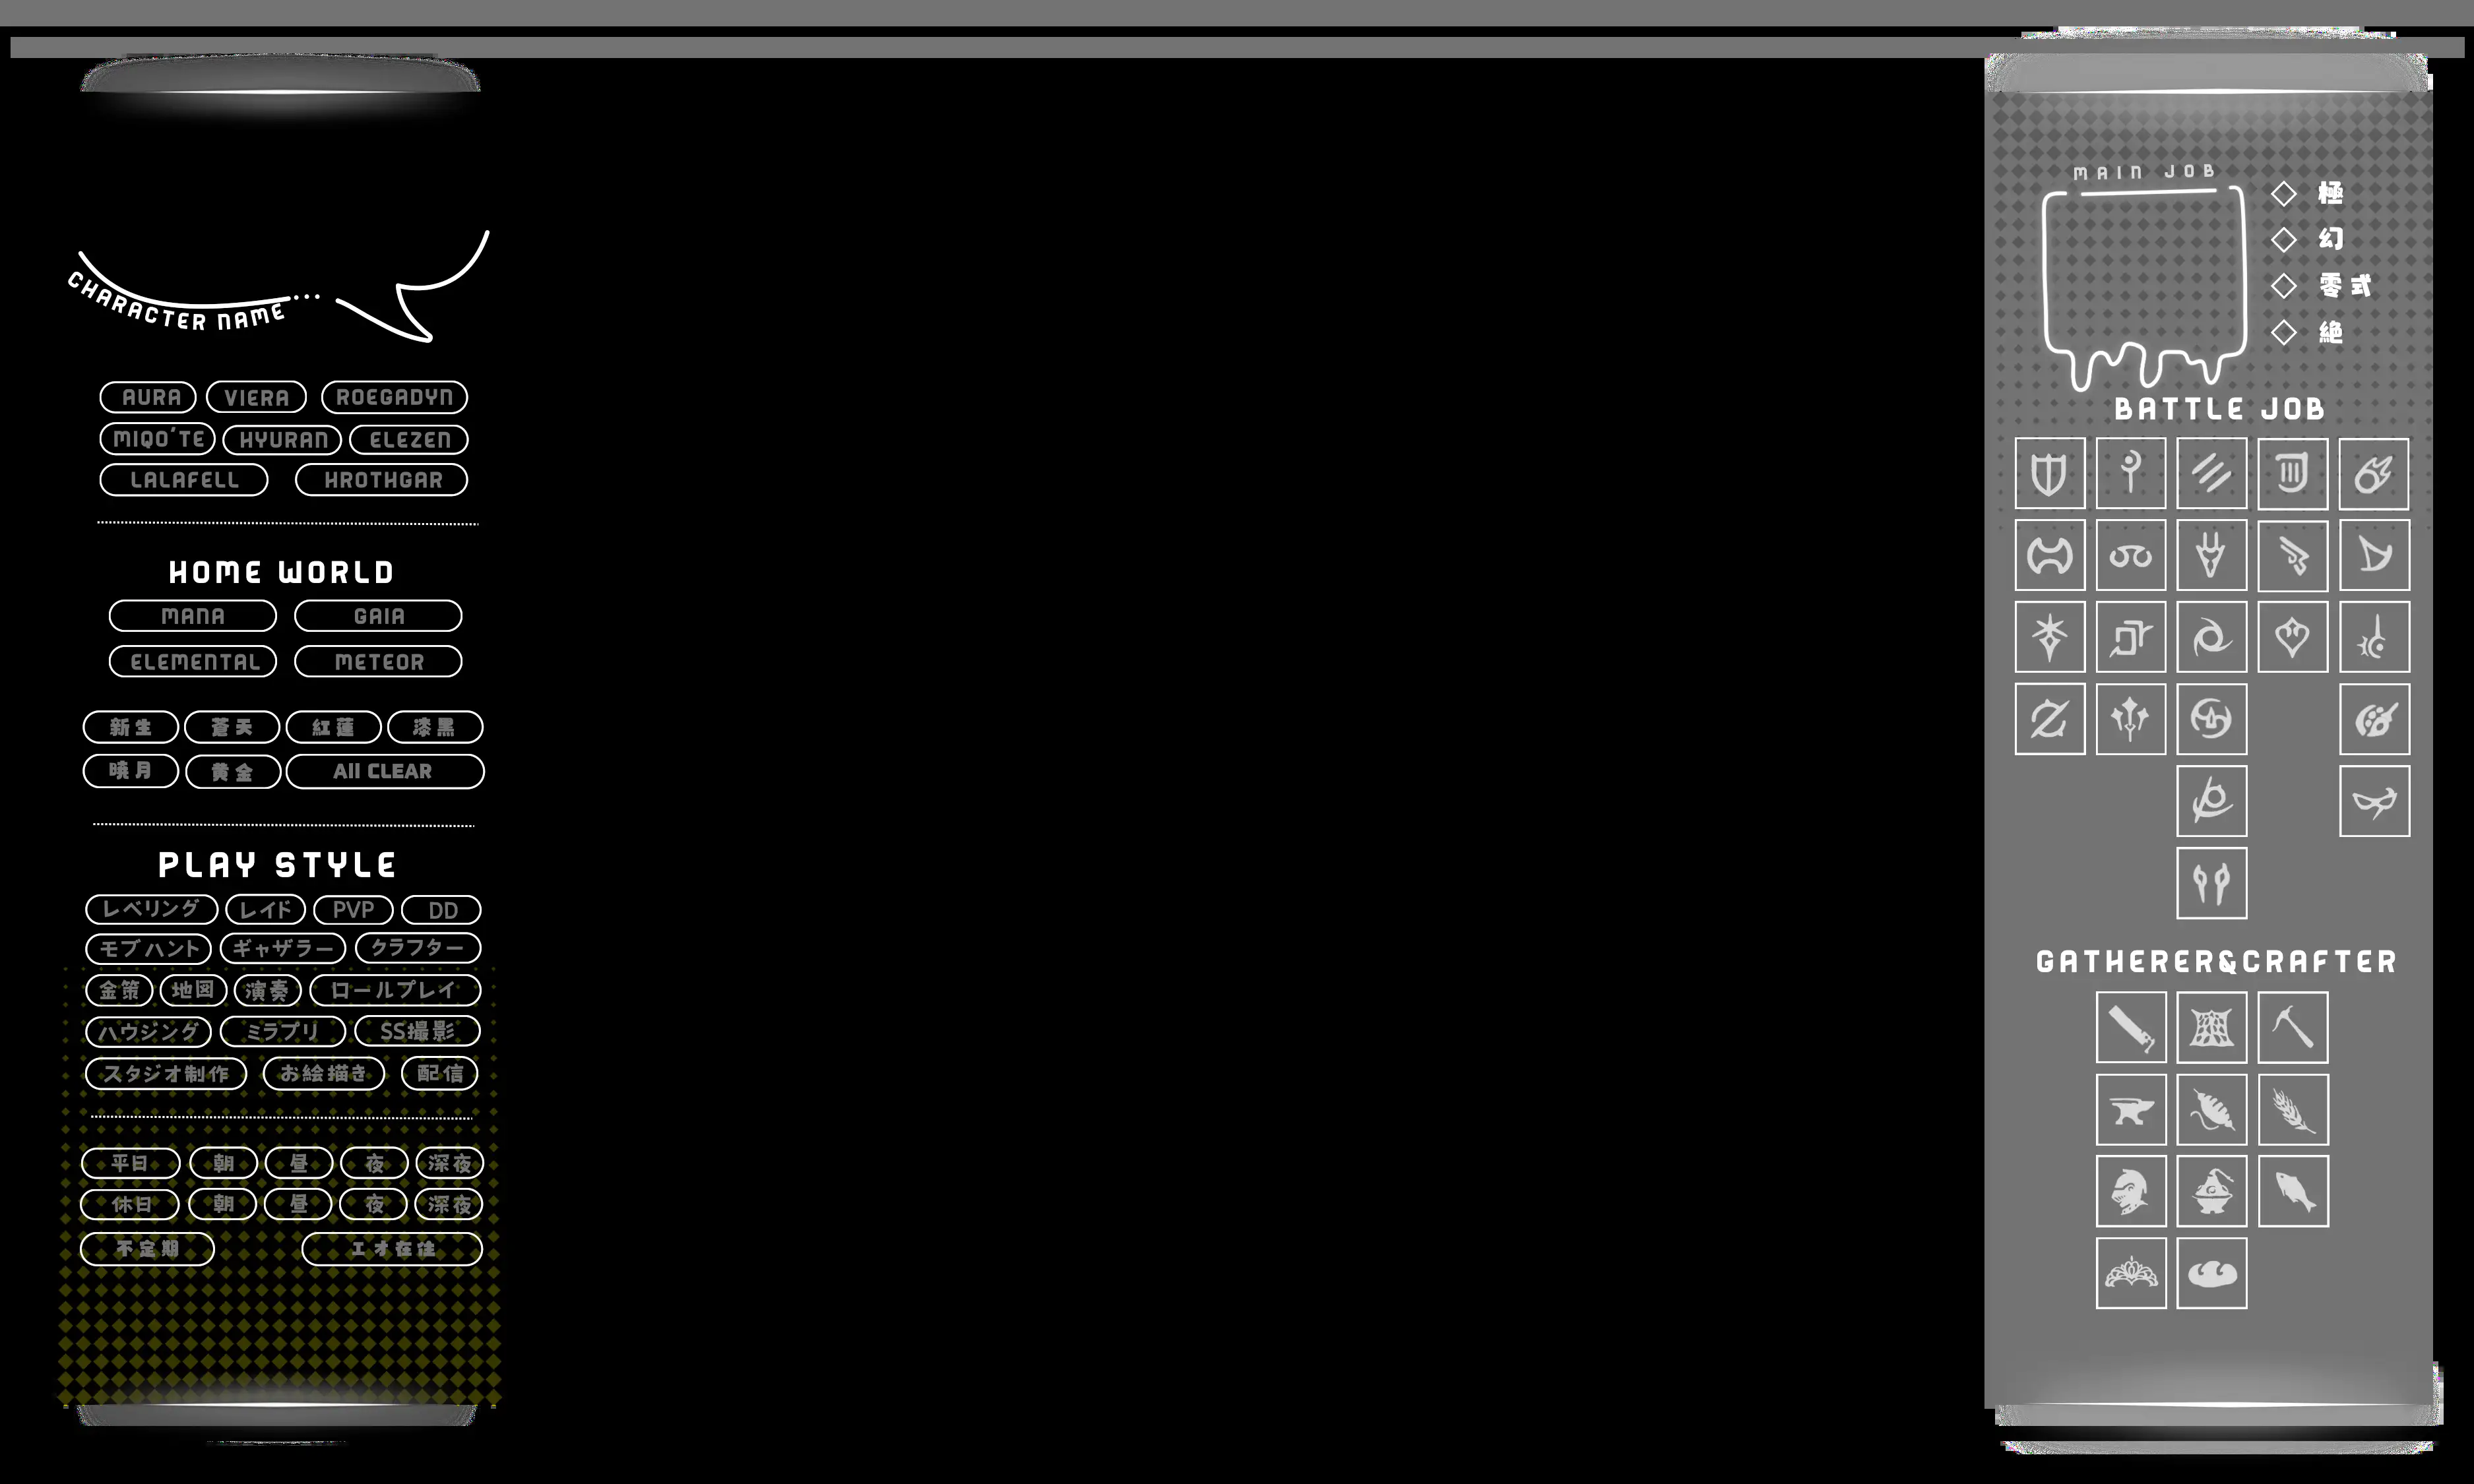 CHARACTER NAME
AURA VIERA ROEGADYN
MIQO'TE HYURAN ELEZEN
LALAFELL HROTHGAR
HOME WORLD
MANA GAIA
ELEMENTAL METEOR
新生 蒼天 紅蓮 漆黒
暁月 黄金 All CLEAR
PLAY STYLE
レベリング レイド PVP DD
モブハント ギャザラー クラフター
金策 地図 演奏 ロールプレイ
ハウジング ミラプリ SS撮影
スタジオ制作 お絵描き 配信
平日 朝 昼 夜 深夜
休日 朝 昼 夜 深夜
不定期 エオ在住
MAIN JOB
極
幻
零式
絶
BATTLE JOB
GATHERER&CRAFTER